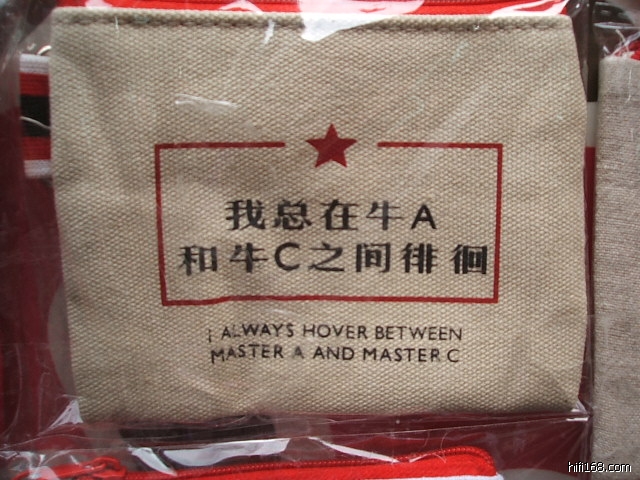 我总在牛A
和牛C之间徘徊
i ALWAYS HOVER BETWEEN
MASTER A AND MASTER C
hifi168.com